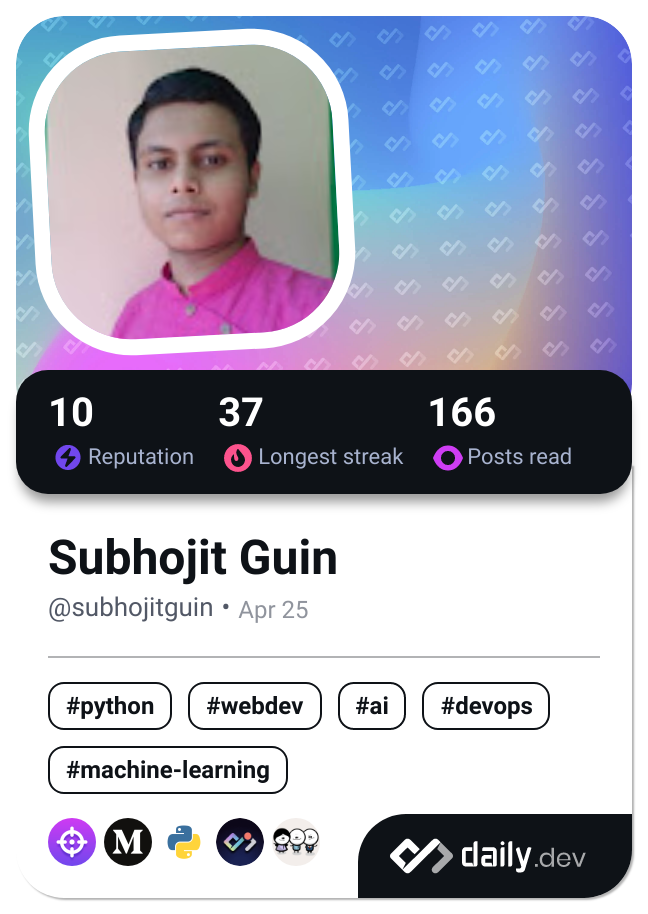 10 37 166
Reputation Longest streak Posts read
Subhojit Guin
@subhojitguin • Apr 25
#python #webdev #ai #devops
#machine-learning
M
daily.dev